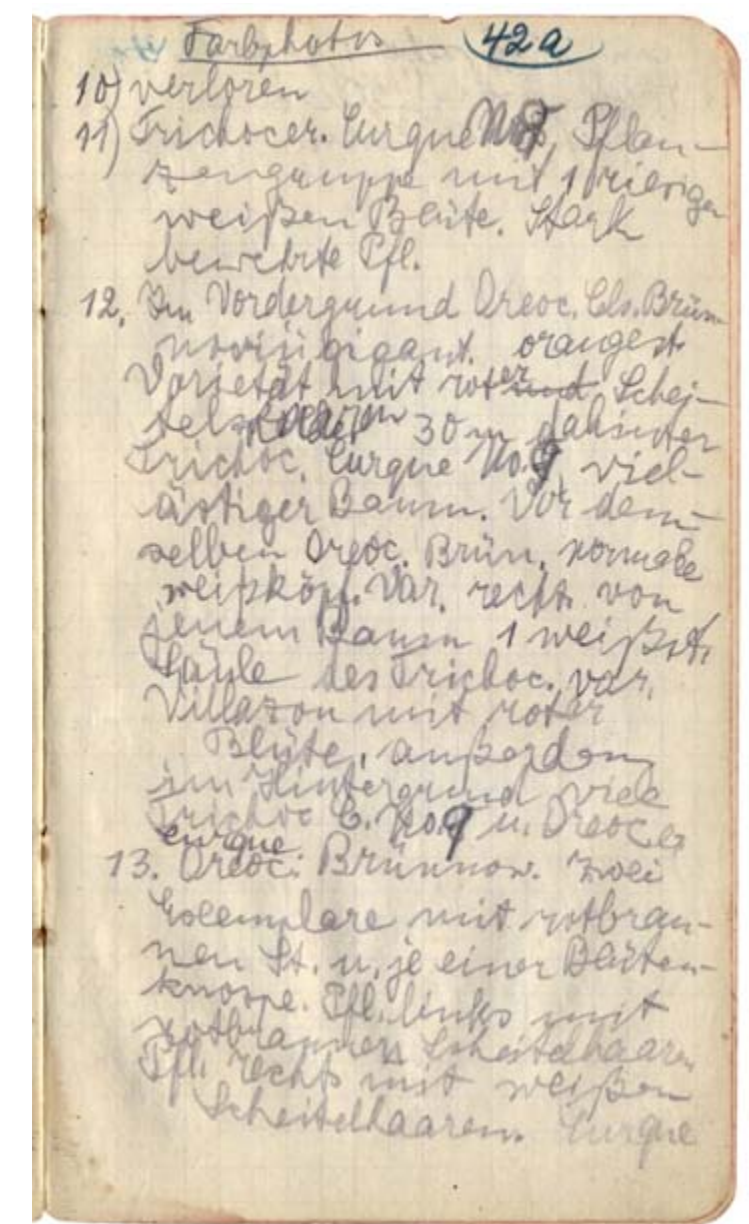 Farbphotos 42a
10) verloren
11) Trichocer. Curque No, Pflan-
zengruppe mit 1 riesigen
weißen Blüte. Stark
bewehrte Pfl.
12, Im Vordergrund Oreoc. Cls. Brün-
nowii gigant. orangest
Varietät mit roter und Schei-
tel 30 m dahinter
Trichoc. Curque No. 9 viel-
ästiger Baum. Vor dem-
selben Oreoc. Brün. normale
weißköpf. Var. rechts von
jenem Baum 1 weißst.
Säule des Trichoc. var.
Villazon mit roter
Blüte, außerdem
im Hintergrund viele
Trichoc C. No. 9 u. Oreoc
curque
13. Oreoc. Brünnow. Zwei
Exemplare mit rotbrau-
nen St. u. je einer Blüten-
knospe. Pfl. links mit
rotbraunen Scheitelhaaren
Pfl. rechts mit weißen
Scheitelhaaren. Curque